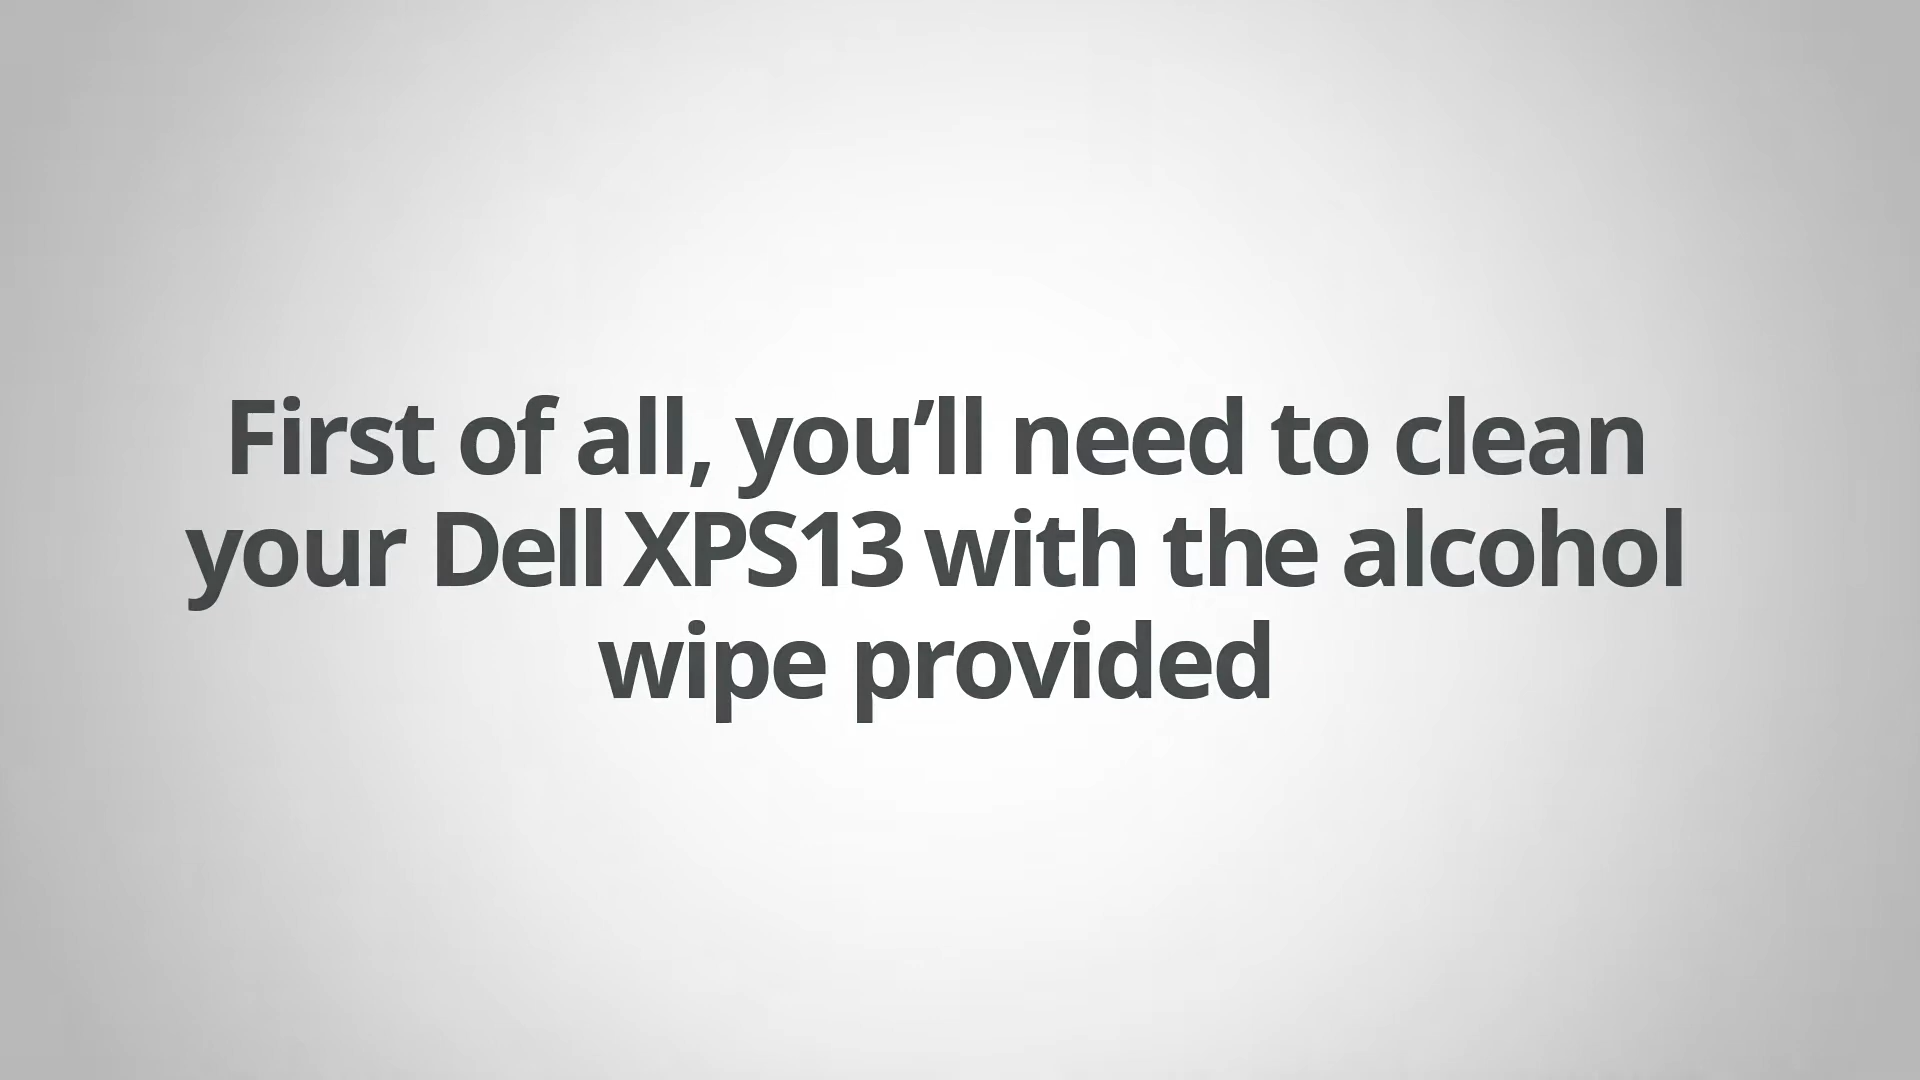 First of all, you’ll need to clean
your Dell XPS13 with the alcohol
wipe provided